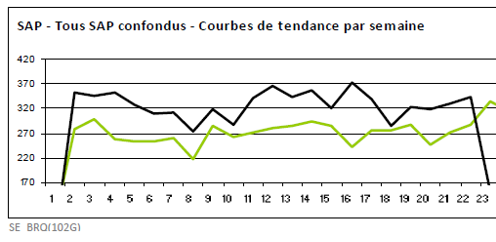 SAP - Tous SAP confondus - Courbes de tendance par semaine
420
370
320
270
220
170
1 2 3 4 5 6 7 8 9 10 11 12 13 14 15 16 17 18 19 20 21 22 23
SE_BRQ(102G)